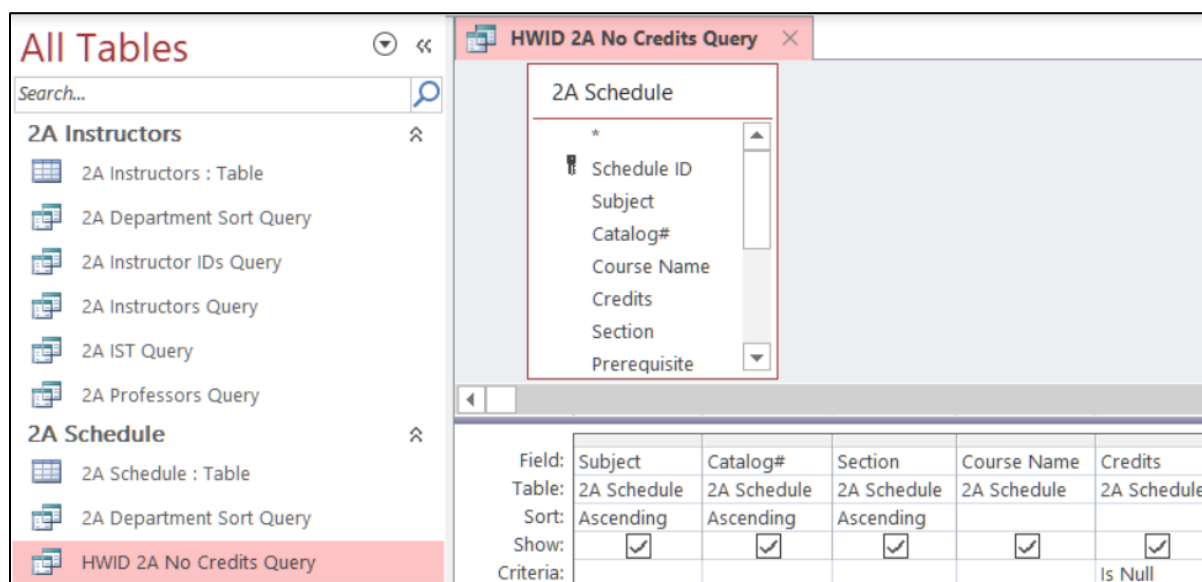 All Tables
Search...
2A Instructors
2A Instructors : Table
2A Department Sort Query
2A Instructor IDs Query
2A Instructors Query
2A IST Query
2A Professors Query
2A Schedule
2A Schedule : Table
2A Department Sort Query
HWID 2A No Credits Query
HWID 2A No Credits Query
2A Schedule
*
Schedule ID
Subject
Catalog#
Course Name
Credits
Section
Prerequisite
Field: Subject Catalog# Section Course Name Credits
Table: 2A Schedule 2A Schedule 2A Schedule 2A Schedule 2A Schedule
Sort: Ascending Ascending Ascending
Show:
Criteria: Is Null